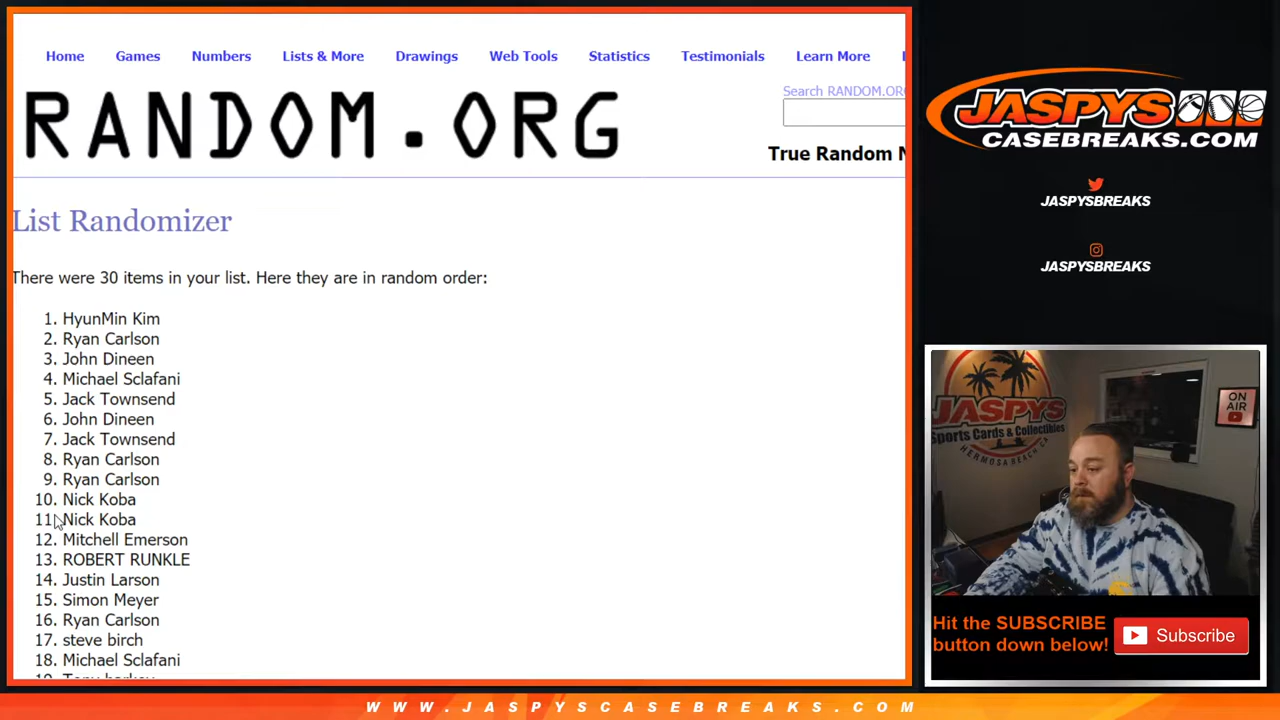 Home Games Numbers Lists & More Drawings Web Tools Statistics Testimonials Learn More
Search RANDOM.ORG
RANDOM.ORG
True Random N
List Randomizer
There were 30 items in your list. Here they are in random order:
1. HyunMin Kim
2. Ryan Carlson
3. John Dineen
4. Michael Sclafani
5. Jack Townsend
6. John Dineen
7. Jack Townsend
8. Ryan Carlson
9. Ryan Carlson
10. Nick Koba
11. Nick Koba
12. Mitchell Emerson
13. ROBERT RUNKLE
14. Justin Larson
15. Simon Meyer
16. Ryan Carlson
17. steve birch
18. Michael Sclafani
JASPYS
CASEBREAKS.COM
JASPYSBREAKS
JASPYSBREAKS
JASPYS
Sports Cards & Collectibles
HERMOSA BEACH CA
ON
AIR
Hit the SUBSCRIBE
button down below!
Subscribe
WWW.JASPYSCASEBREAKS.COM